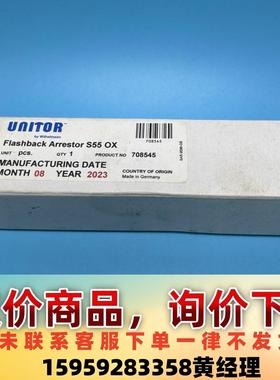 UNITOR
by Wilhelmsen
Flashback Arrestor S55 OX
708545
UNIT pcs. QTY 1 PRODUCT NO 708545
MANUFACTURING DATE
MONTH 08 YEAR 2023
COUNTRY OF ORIGIN
Made in Germany
价商品，询价下
未联系客服下单一律不发
15959283358黄经理